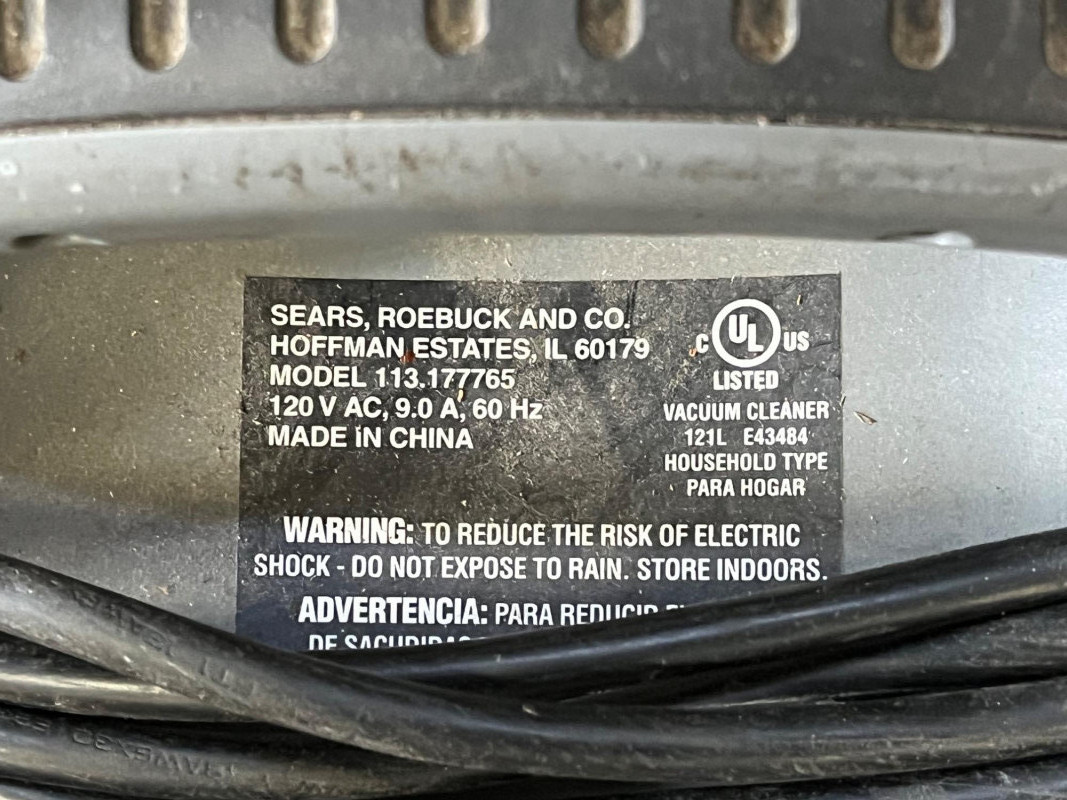 SEARS, ROEBUCK AND CO.
HOFFMAN ESTATES, IL 60179
MODEL 113.177765
120 V AC, 9.0 A, 60 Hz
MADE IN CHINA
C UL US
LISTED
VACUUM CLEANER
121L E43484
HOUSEHOLD TYPE
PARA HOGAR
WARNING: TO REDUCE THE RISK OF ELECTRIC
SHOCK - DO NOT EXPOSE TO RAIN. STORE INDOORS.
ADVERTENCIA: PARA REDUCIR
DE